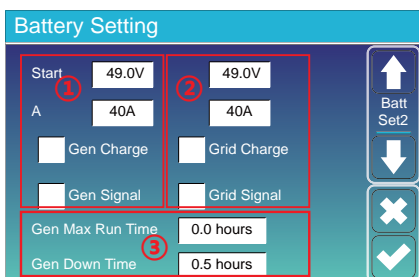 Battery Setting
Start 49.0V 49.0V
① ②
A 40A 40A
Batt
Set2
Gen Charge Grid Charge
Gen Signal Grid Signal
Gen Max Run Time 0.0 hours
③
Gen Down Time 0.5 hours